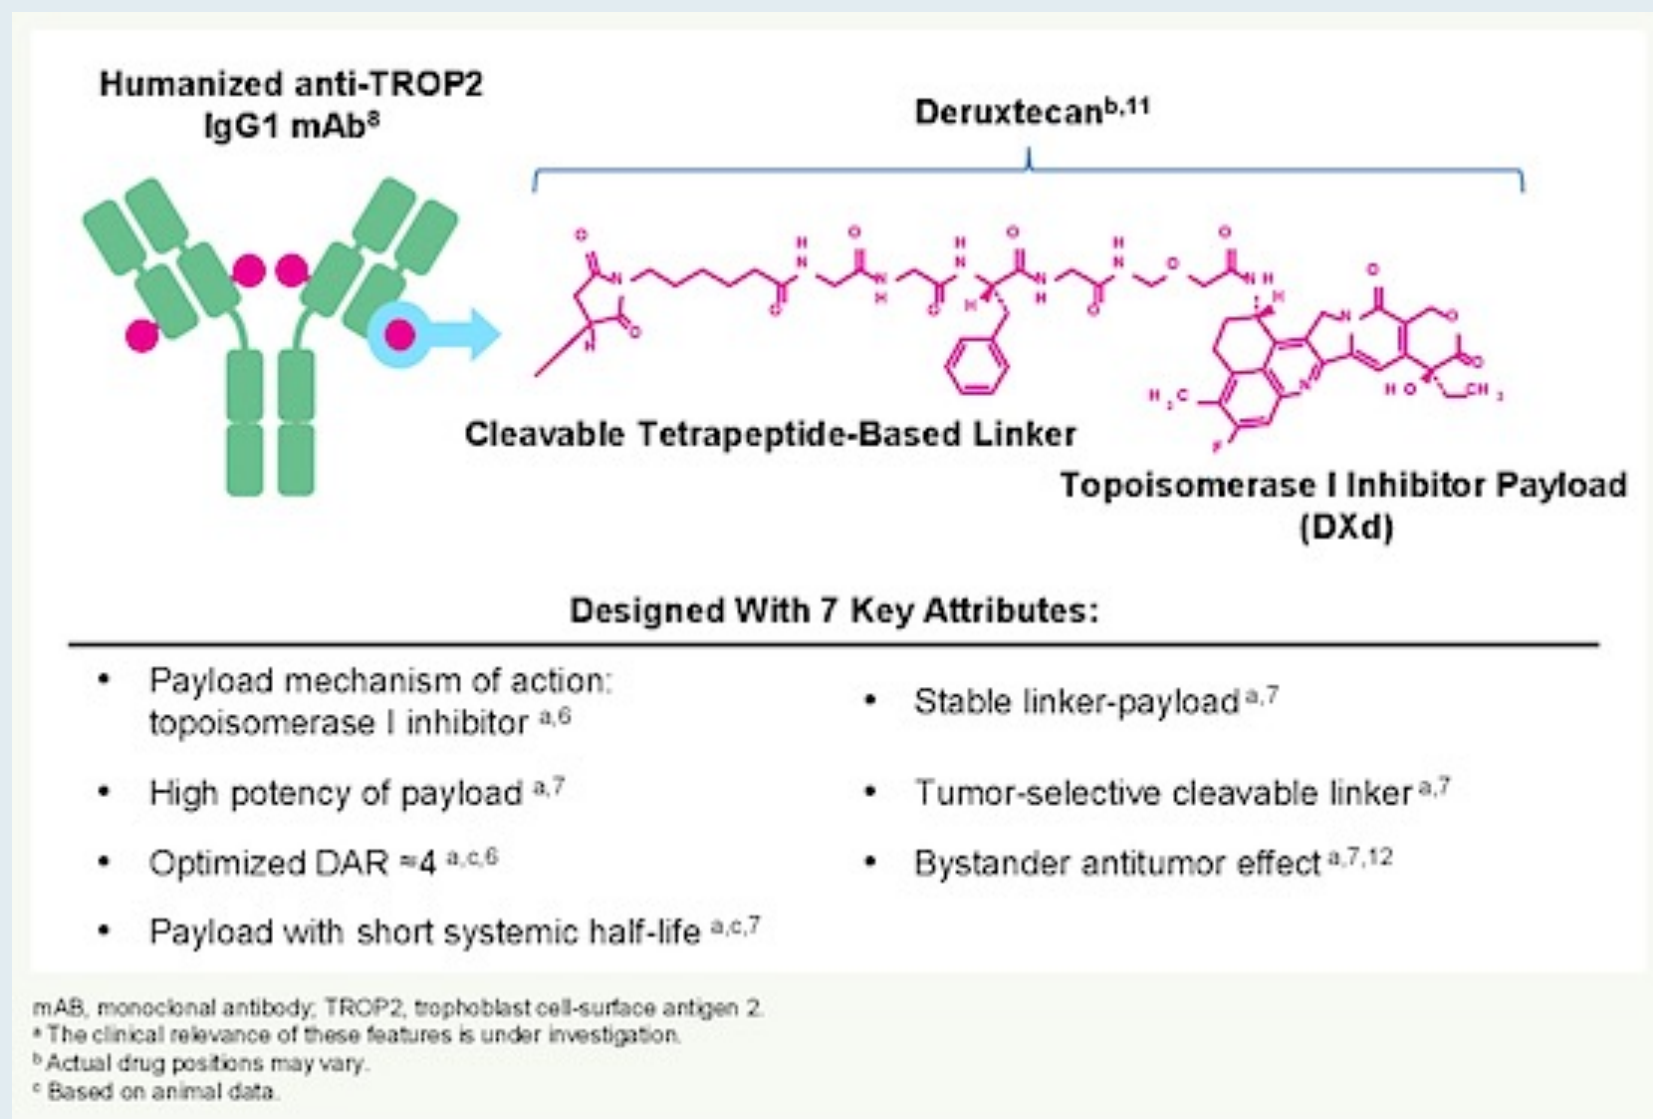 Humanized anti-TROP2
IgG1 mAb⁸
Deruxtecanᵇ,¹¹
O
O
H
N
O
N
H
H
N
O
O
H
N
H
N
H
O
H
N
O
O
N H
H
O
N
O
O
H O
CH ₃
H ₃ C
N
F
O
N
O
H
Cleavable Tetrapeptide-Based Linker
Topoisomerase I Inhibitor Payload
(DXd)
Designed With 7 Key Attributes:
• Payload mechanism of action:
topoisomerase I inhibitor ᵃ,⁶
• High potency of payload ᵃ,⁷
• Optimized DAR ≈4 ᵃ,ᶜ,⁶
• Payload with short systemic half-life ᵃ,ᶜ,⁷
• Stable linker-payload ᵃ,⁷
• Tumor-selective cleavable linker ᵃ,⁷
• Bystander antitumor effect ᵃ,⁷,¹²
mAB, monoclonal antibody; TROP2, trophoblast cell-surface antigen 2.
ᵃ The clinical relevance of these features is under investigation.
ᵇ Actual drug positions may vary.
ᶜ Based on animal data.